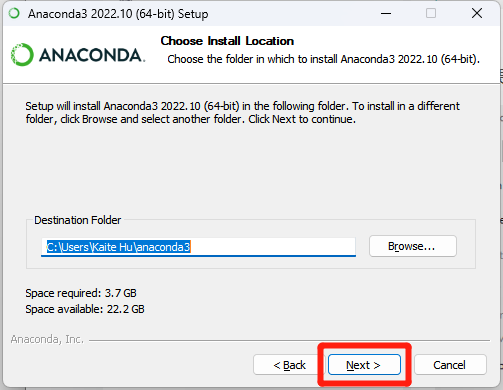 Anaconda3 2022.10 (64-bit) Setup
ANACONDA.
Choose Install Location
Choose the folder in which to install Anaconda3 2022.10 (64-bit).
Setup will install Anaconda3 2022.10 (64-bit) in the following folder. To install in a different
folder, click Browse and select another folder. Click Next to continue.
Destination Folder
C:\Users\Kaite Hu\anaconda3
Browse...
Space required: 3.7 GB
Space available: 22.2 GB
Anaconda, Inc.
< Back
Next >
Cancel